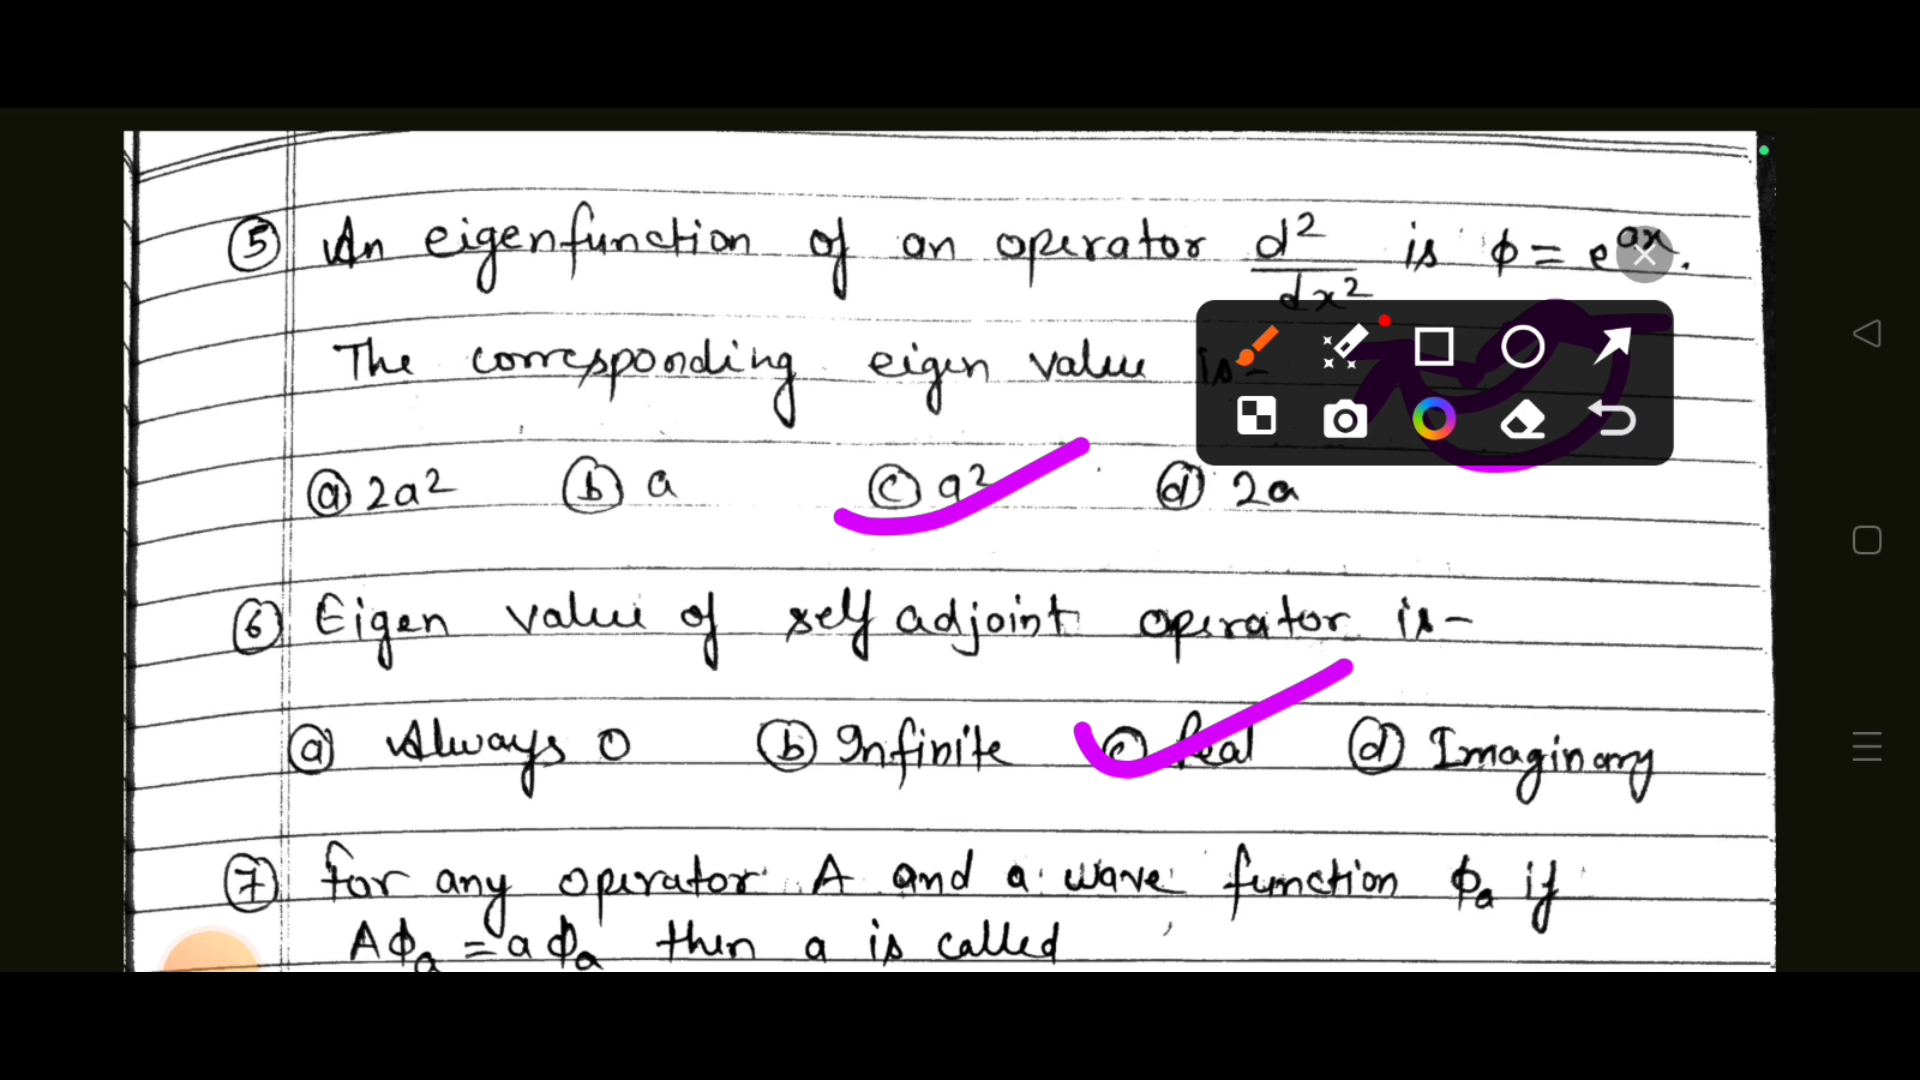 ⑤ An eigenfunction of an operator d²/dx² is ϕ = e^ax.
The corresponding eigen value is-
ⓐ 2a² ⓑ a ⓒ a² ⓓ 2a
⑥ Eigen value of self adjoint operator is-
ⓐ Always 0 ⓑ Infinite ⓒ Real ⓓ Imaginary
⑦ for any operator A and a wave function ϕₐ if
Aϕₐ = aϕₐ then a is called